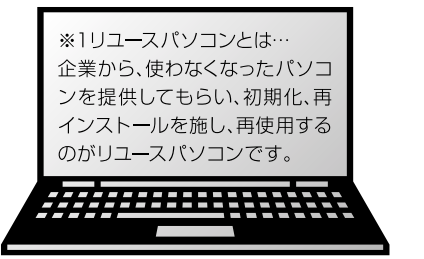 ※1リユースパソコンとは…
企業から、使わなくなったパソコ
ンを提供してもらい、初期化、再
インストールを施し、再使用する
のがリユースパソコンです。